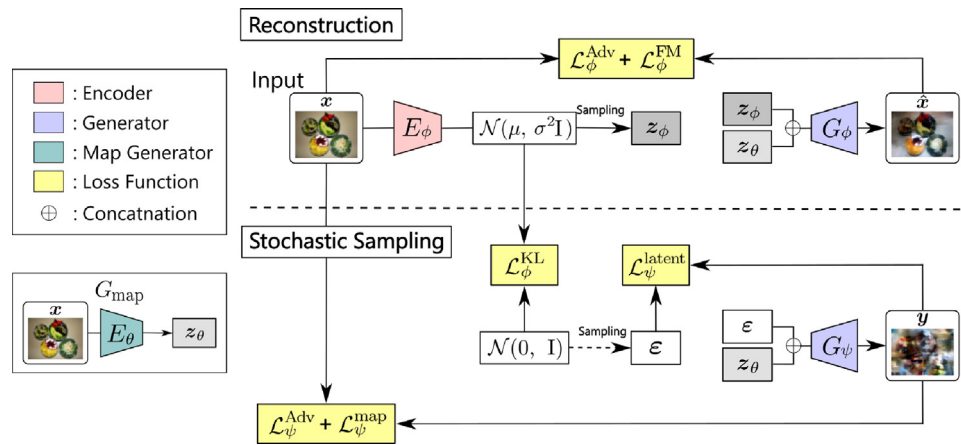 Reconstruction
Input
x
E_ϕ
N(μ, σ²I)
Sampling
z_ϕ
L_ϕ^Adv + L_ϕ^FM
z_ϕ
z_θ
G_ϕ
x̂
: Encoder
: Generator
: Map Generator
: Loss Function
⊕ : Concatnation
G_map
x
E_θ
z_θ
Stochastic Sampling
L_ϕ^KL
L_ψ^latent
N(0, I)
Sampling
ε
ε
z_θ
G_ψ
y
L_ψ^Adv + L_ψ^map